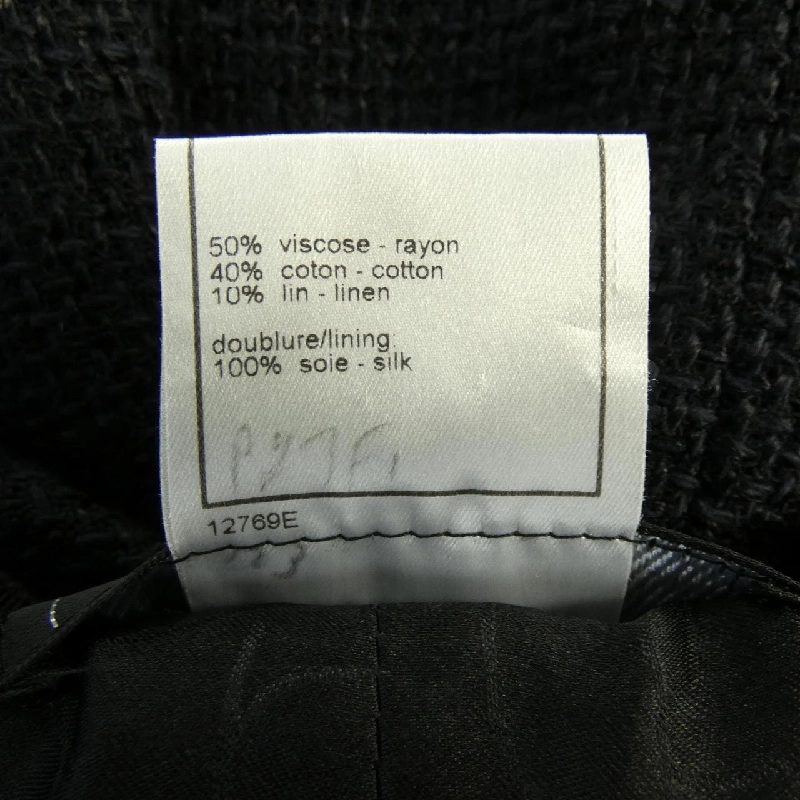 50% viscose - rayon
40% coton - cotton
10% lin - linen
doublure/lining:
100% soie - silk
12769E